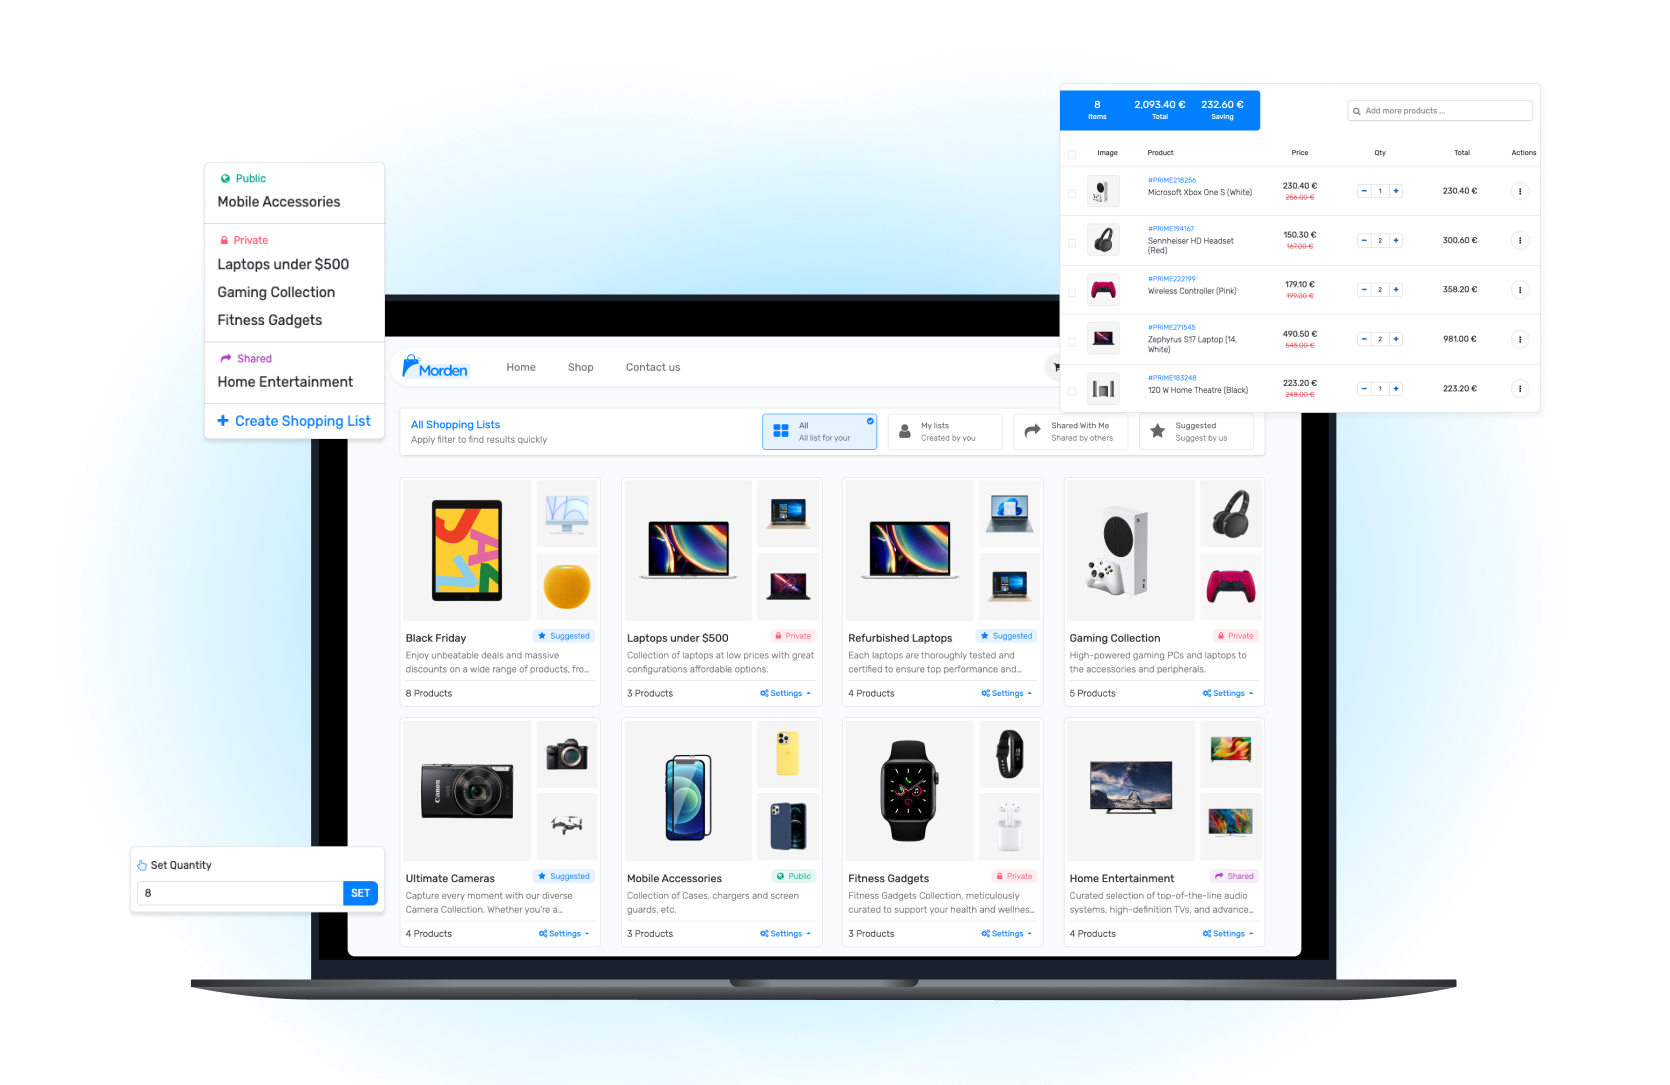 8
2,093.40 €
232.60 €
Items
Total
Saving
Add more products ...
Image
Product
Price
Qty
Total
Actions
#PRIME218256
Microsoft Xbox One S (White)
230.40 €
256.00 €
1
230.40 €
#PRIME194167
Sennheiser HD Headset
(Red)
150.30 €
167.00 €
2
300.60 €
#PRIME222199
Wireless Controller (Pink)
179.10 €
199.00 €
2
358.20 €
#PRIME271545
Zephyrus S17 Laptop (14,
White)
490.50 €
545.00 €
2
981.00 €
#PRIME183248
120 W Home Theatre (Black)
223.20 €
248.00 €
1
223.20 €
Public
Mobile Accessories
Private
Laptops under $500
Gaming Collection
Fitness Gadgets
Shared
Home Entertainment
Create Shopping List
Morden
Home
Shop
Contact us
All Shopping Lists
Apply filter to find results quickly
All
All list for your
My lists
Created by you
Shared With Me
Shared by others
Suggested
Suggest by us
Black Friday
Suggested
Enjoy unbeatable deals and massive
discounts on a wide range of products, fro...
8 Products
Laptops under $500
Private
Collection of laptops at low prices with great
configurations affordable options.
3 Products
Settings
Refurbished Laptops
Suggested
Each laptops are thoroughly tested and
certified to ensure top performance and...
4 Products
Settings
Gaming Collection
Private
High-powered gaming PCs and laptops to
the accessories and peripherals.
5 Products
Settings
Canon
Ultimate Cameras
Suggested
Capture every moment with our diverse
Camera Collection. Whether you're a...
4 Products
Settings
Mobile Accessories
Public
Collection of Cases, chargers and screen
guards, etc.
3 Products
Settings
Fitness Gadgets
Private
Fitness Gadgets Collection, meticulously
curated to support your health and wellnes...
3 Products
Settings
Home Entertainment
Shared
Curated selection of top-of-the-line audio
systems, high-definition TVs, and advance...
4 Products
Settings
Set Quantity
8
SET